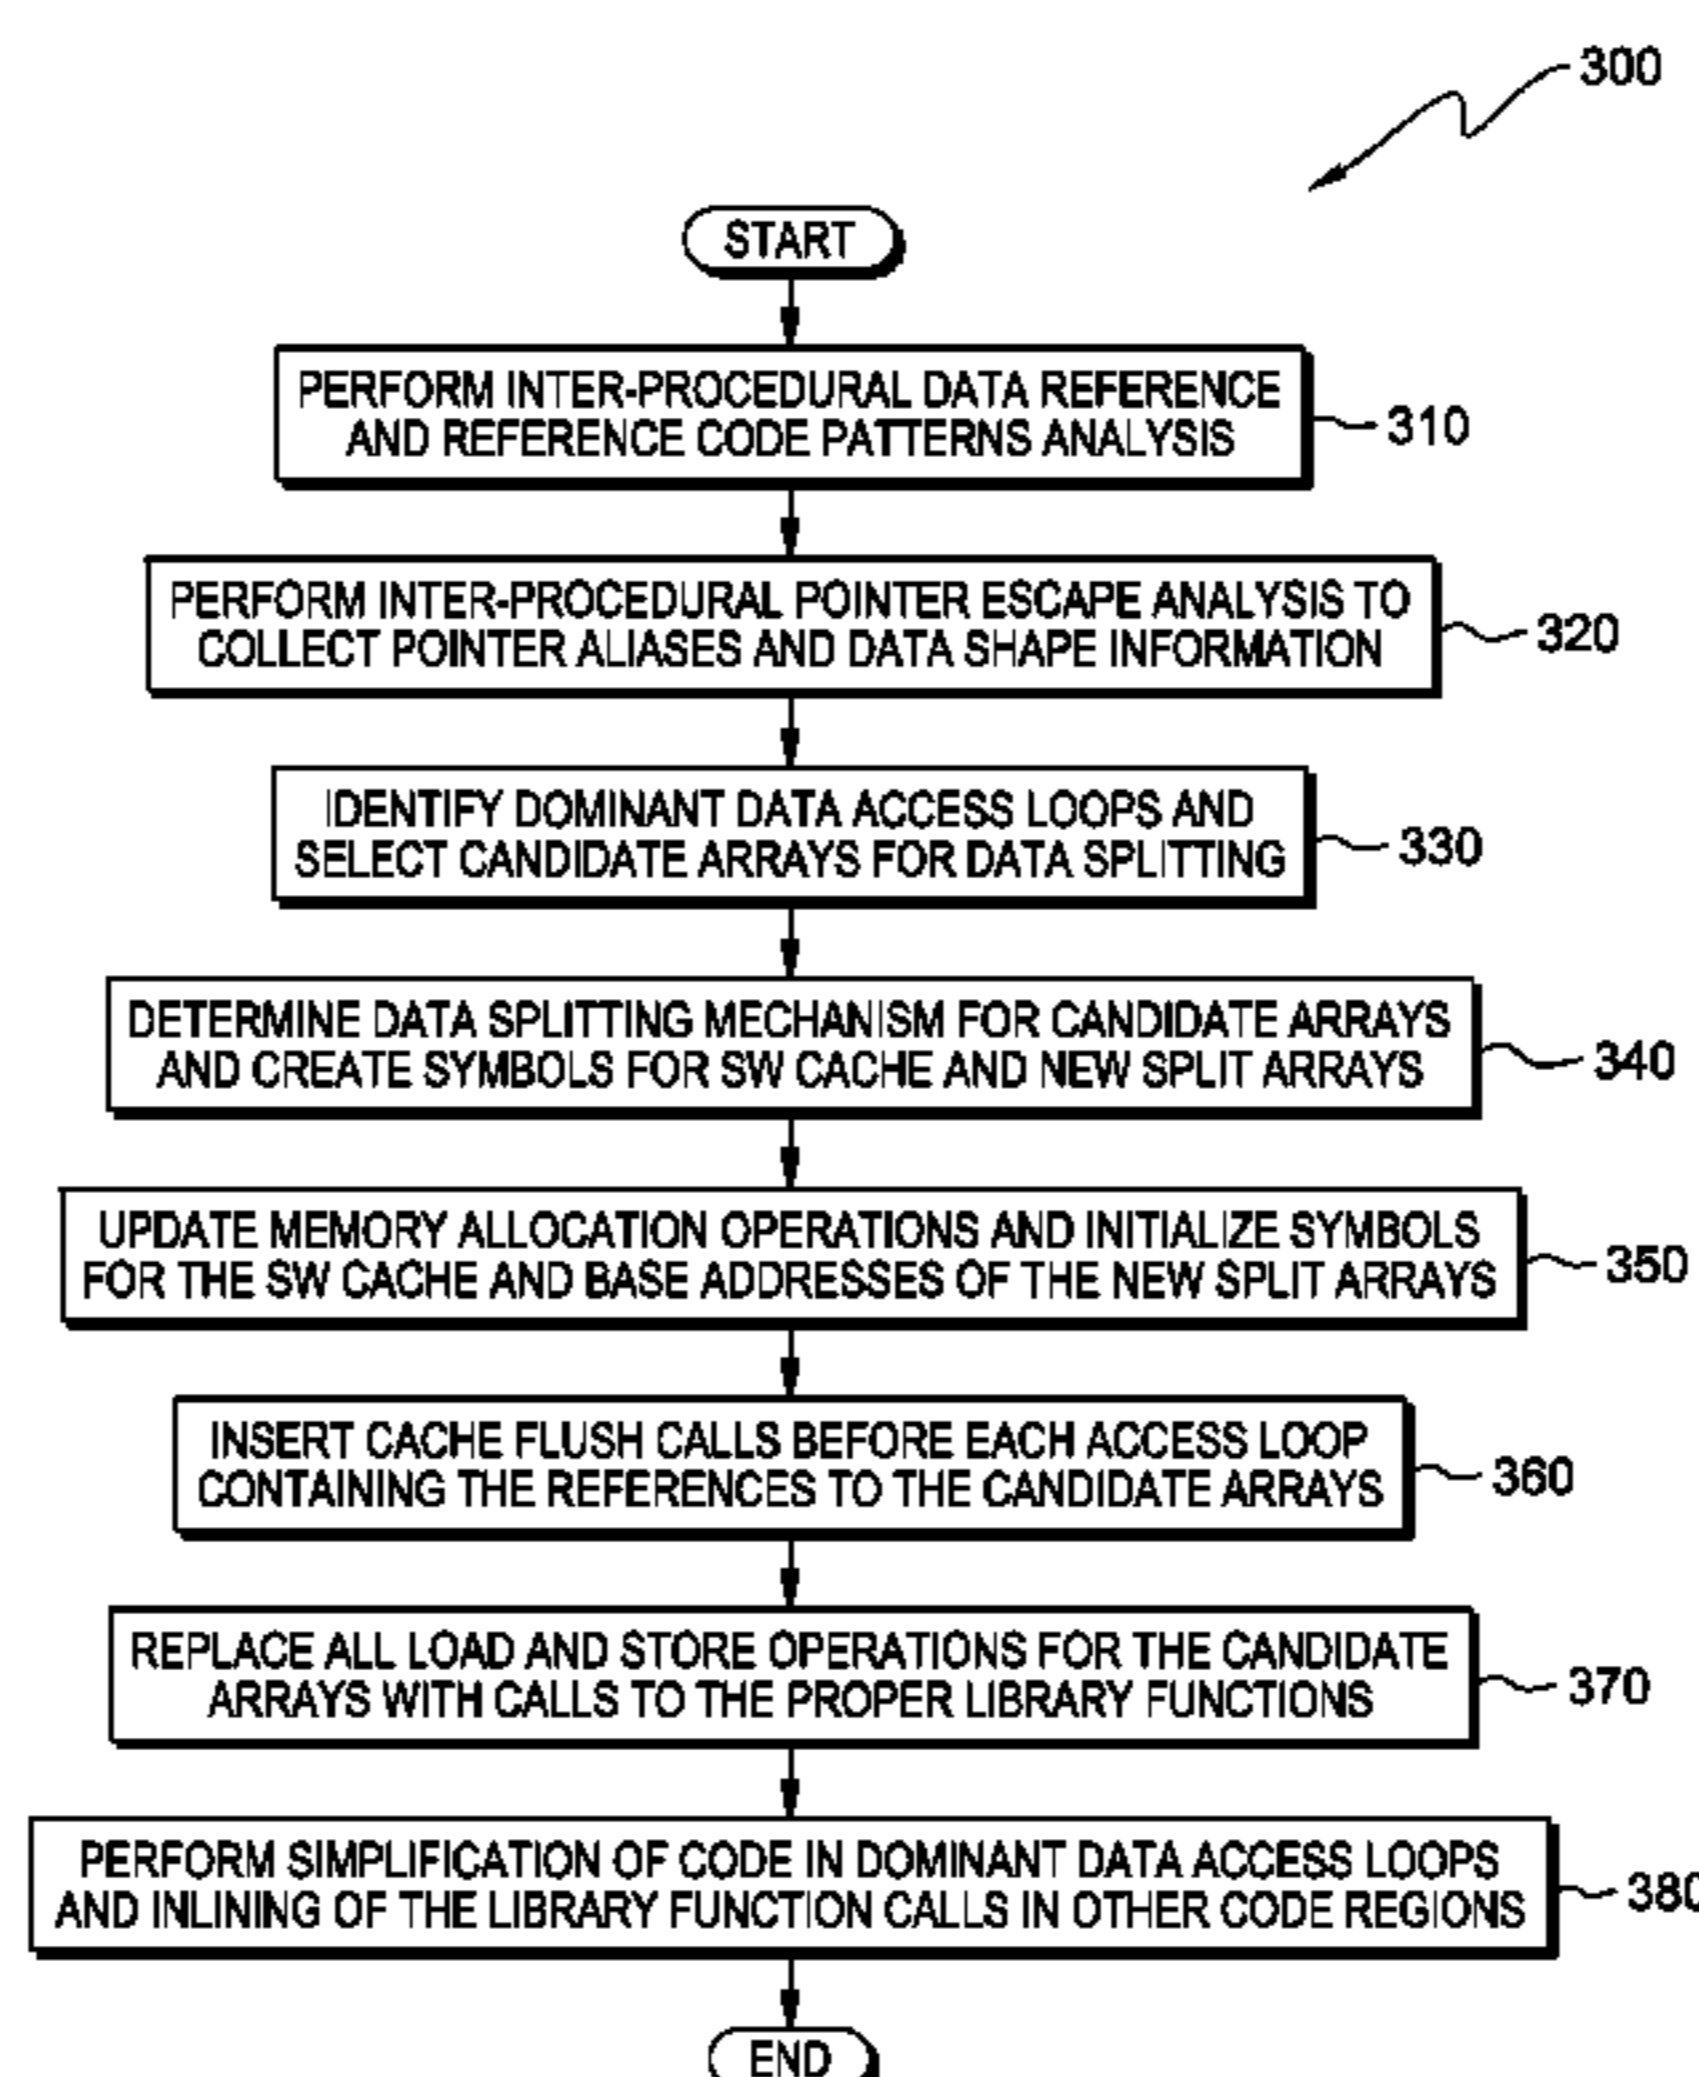 300
START
PERFORM INTER-PROCEDURAL DATA REFERENCE
AND REFERENCE CODE PATTERNS ANALYSIS
310
PERFORM INTER-PROCEDURAL POINTER ESCAPE ANALYSIS TO
COLLECT POINTER ALIASES AND DATA SHAPE INFORMATION
320
IDENTIFY DOMINANT DATA ACCESS LOOPS AND
SELECT CANDIDATE ARRAYS FOR DATA SPLITTING
330
DETERMINE DATA SPLITTING MECHANISM FOR CANDIDATE ARRAYS
AND CREATE SYMBOLS FOR SW CACHE AND NEW SPLIT ARRAYS
340
UPDATE MEMORY ALLOCATION OPERATIONS AND INITIALIZE SYMBOLS
FOR THE SW CACHE AND BASE ADDRESSES OF THE NEW SPLIT ARRAYS
350
INSERT CACHE FLUSH CALLS BEFORE EACH ACCESS LOOP
CONTAINING THE REFERENCES TO THE CANDIDATE ARRAYS
360
REPLACE ALL LOAD AND STORE OPERATIONS FOR THE CANDIDATE
ARRAYS WITH CALLS TO THE PROPER LIBRARY FUNCTIONS
370
PERFORM SIMPLIFICATION OF CODE IN DOMINANT DATA ACCESS LOOPS
AND INLINING OF THE LIBRARY FUNCTION CALLS IN OTHER CODE REGIONS
380
END